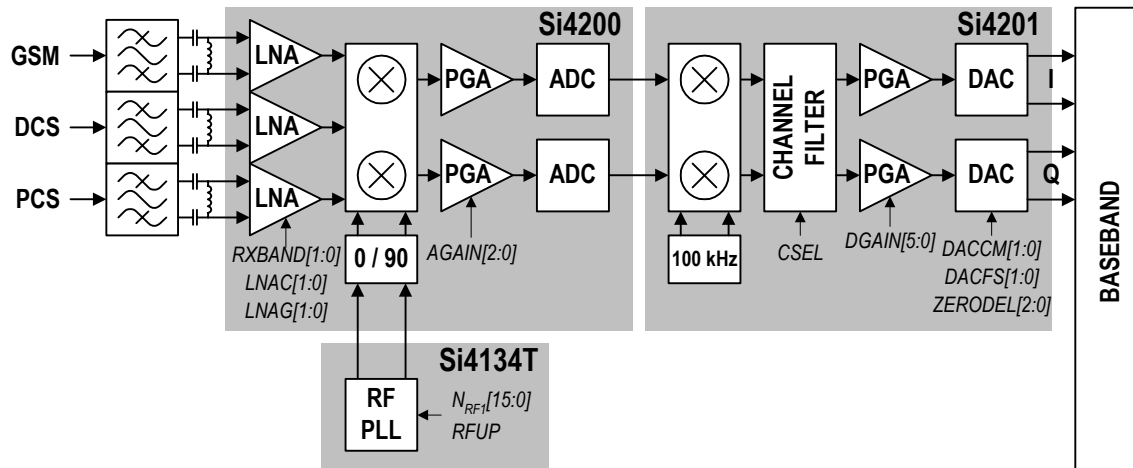 Si4200
Si4201
GSM
DCS
PCS
LNA
LNA
LNA
PGA
PGA
ADC
ADC
0 / 90
RXBAND[1:0]
LNAC[1:0]
LNAG[1:0]
AGAIN[2:0]
CHANNEL
FILTER
100 kHz
CSEL
PGA
PGA
DGAIN[5:0]
DAC
DAC
I
Q
DACCM[1:0]
DACFS[1:0]
ZERODEL[2:0]
BASEBAND
Si4134T
RF
PLL
NRF1[15:0]
RFUP